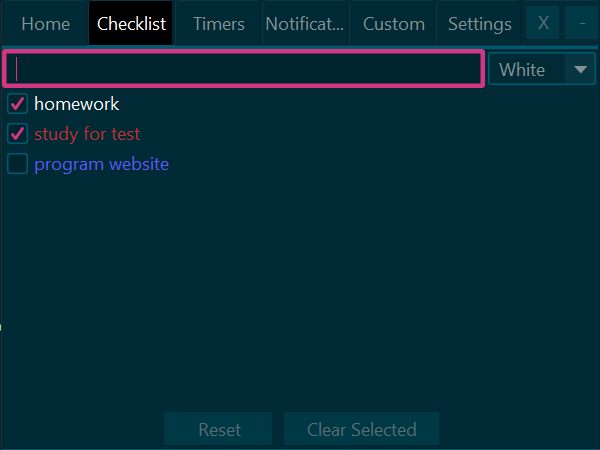 Home Checklist Timers Notificat... Custom Settings X -
White
homework
study for test
program website
Reset Clear Selected